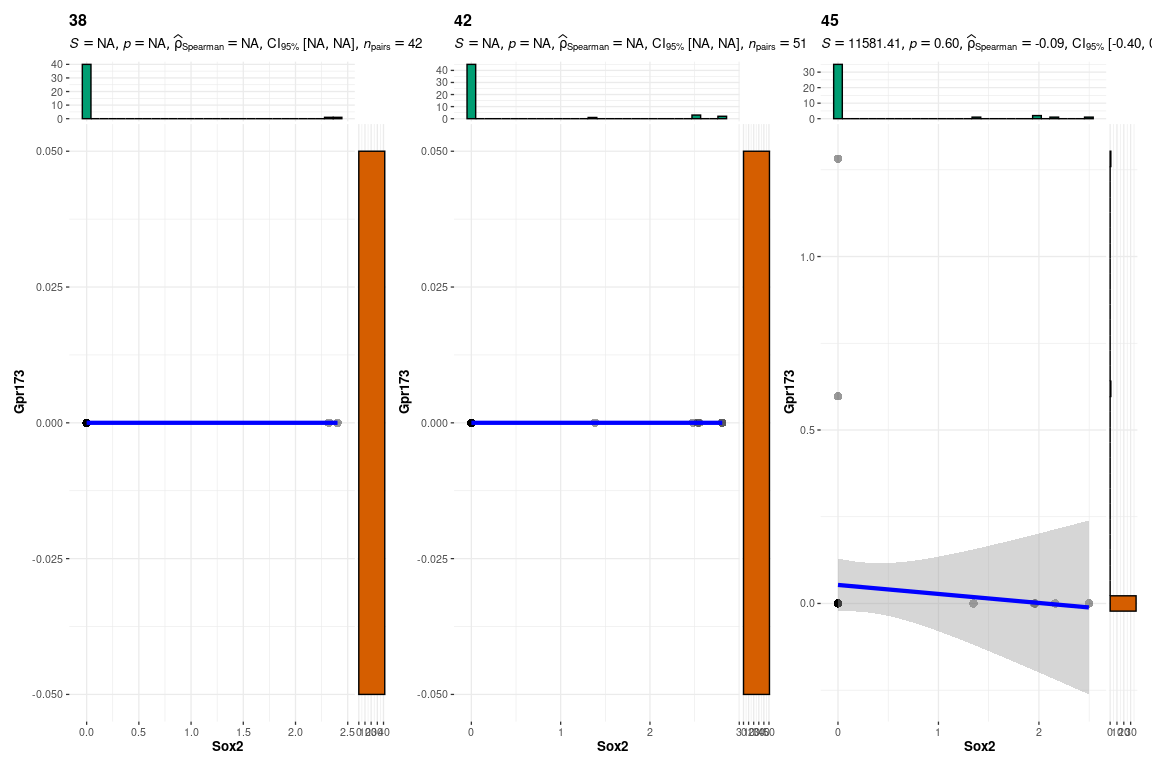 38
S = NA, p = NA, ρ̂Spearman = NA, CI95% [NA, NA], npairs = 42
40
30
20
10
0
0.050
0.025
0.000
-0.025
-0.050
Gpr173
0.0 0.5 1.0 1.5 2.0 2.5
Sox2
42
S = NA, p = NA, ρ̂Spearman = NA, CI95% [NA, NA], npairs = 51
40
30
20
10
0
0.050
0.025
0.000
-0.025
-0.050
Gpr173
0 1 2
Sox2
45
S = 11581.41, p = 0.60, ρ̂Spearman = -0.09, CI95% [-0.40,
30
20
10
0
1.0
0.5
0.0
Gpr173
0 1 2
Sox2